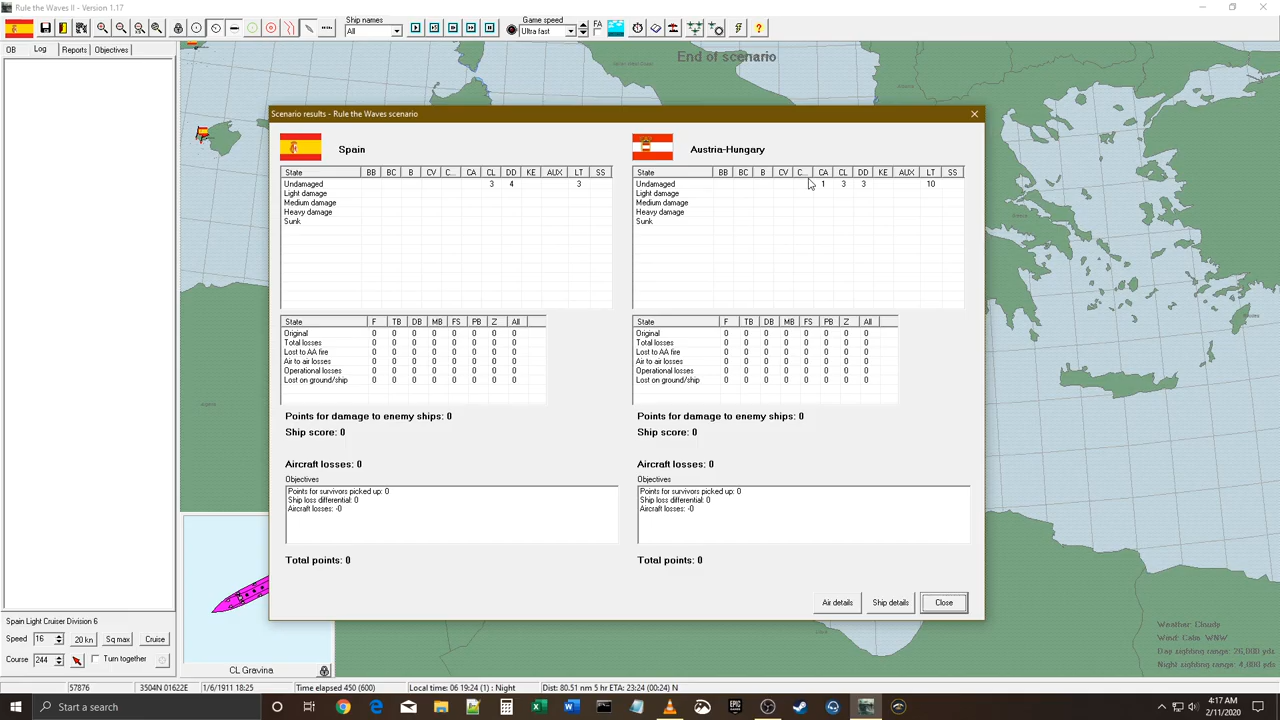 Rule the Waves II - Version 1.17
Ship names
All
Game speed
Ultra fast
FA
OB Log Reports Objectives
End of scenario
Scenario results - Rule the Waves scenario
Spain
State BB BC B CV C... CA CL DD KE AUX LT SS
Undamaged 3 4 3
Light damage
Medium damage
Heavy damage
Sunk
State F TB DB MB FS PB Z All
Original 0 0 0 0 0 0 0 0
Total losses 0 0 0 0 0 0 0 0
Lost to AA fire 0 0 0 0 0 0 0 0
Air to air losses 0 0 0 0 0 0 0 0
Operational losses 0 0 0 0 0 0 0 0
Lost on ground/ship 0 0 0 0 0 0 0 0
Points for damage to enemy ships: 0
Ship score: 0
Aircraft losses: 0
Objectives
Points for survivors picked up: 0
Ship loss differential: 0
Aircraft losses: -0
Total points: 0
Austria-Hungary
State BB BC B CV C... CA CL DD KE AUX LT SS
Undamaged 1 3 3 10
Light damage
Medium damage
Heavy damage
Sunk
State F TB DB MB FS PB Z All
Original 0 0 0 0 0 0 0 0
Total losses 0 0 0 0 0 0 0 0
Lost to AA fire 0 0 0 0 0 0 0 0
Air to air losses 0 0 0 0 0 0 0 0
Operational losses 0 0 0 0 0 0 0 0
Lost on ground/ship 0 0 0 0 0 0 0 0
Points for damage to enemy ships: 0
Ship score: 0
Aircraft losses: 0
Objectives
Points for survivors picked up: 0
Ship loss differential: 0
Aircraft losses: -0
Total points: 0
Air details Ship details Close
Spain Light Cruiser Division 6
Speed 16 20 kn Sq max Cruise
Course 244 Turn together
CL Gravina
Weather: Cloudy
Wind: Calm WNW
Day sighting range: 26,000 yds
Night sighting range: 4,000 yds
57876 3504N 01622E 1/6/1911 18:25 Time elapsed 450 (600) Local time: 06 19:24 (1) : Night Dist: 80.51 nm 5 hr ETA: 23:24 (00:24) N
Start a search
4:17 AM
2/11/2020